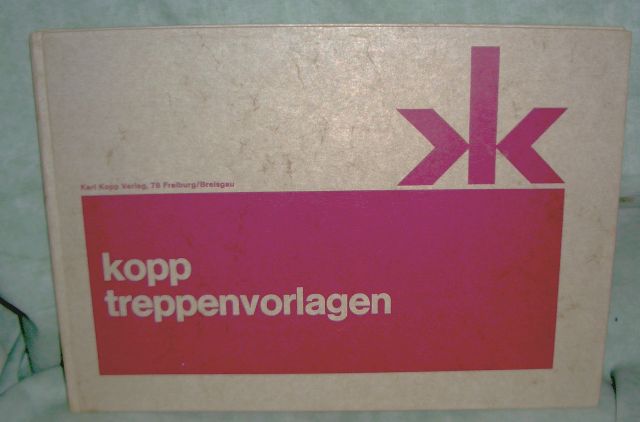 Karl Kopp Verlag, 78 Freiburg/Breisgau
kopp
treppenvorlagen